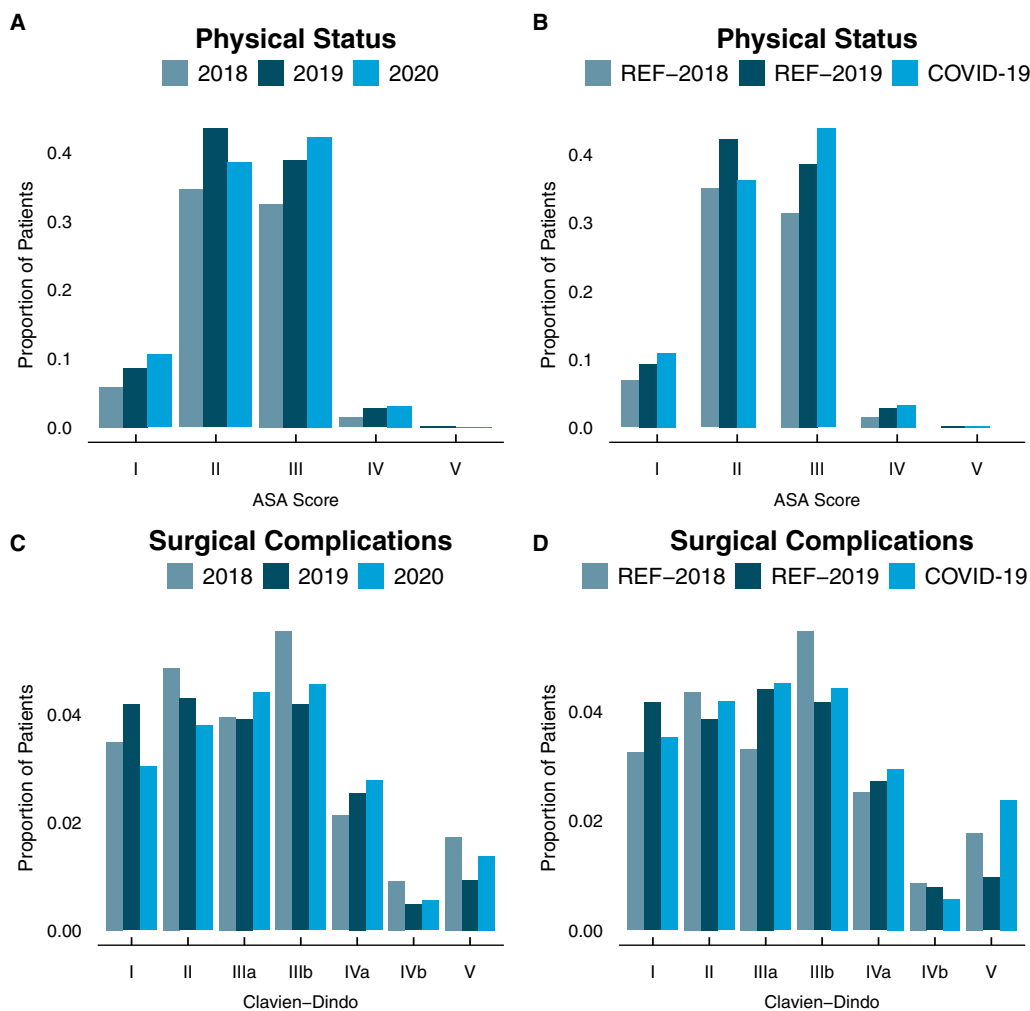 A
Physical Status
2018 2019 2020
Proportion of Patients
0.4
0.3
0.2
0.1
0.0
I II III IV V
ASA Score
B
Physical Status
REF−2018 REF−2019 COVID-19
Proportion of Patients
0.4
0.3
0.2
0.1
0.0
I II III IV V
ASA Score
C
Surgical Complications
2018 2019 2020
Proportion of Patients
0.04
0.02
0.00
I II IIIa IIIb IVa IVb V
Clavien−Dindo
D
Surgical Complications
REF−2018 REF−2019 COVID-19
Proportion of Patients
0.04
0.02
0.00
I II IIIa IIIb IVa IVb V
Clavien−Dindo